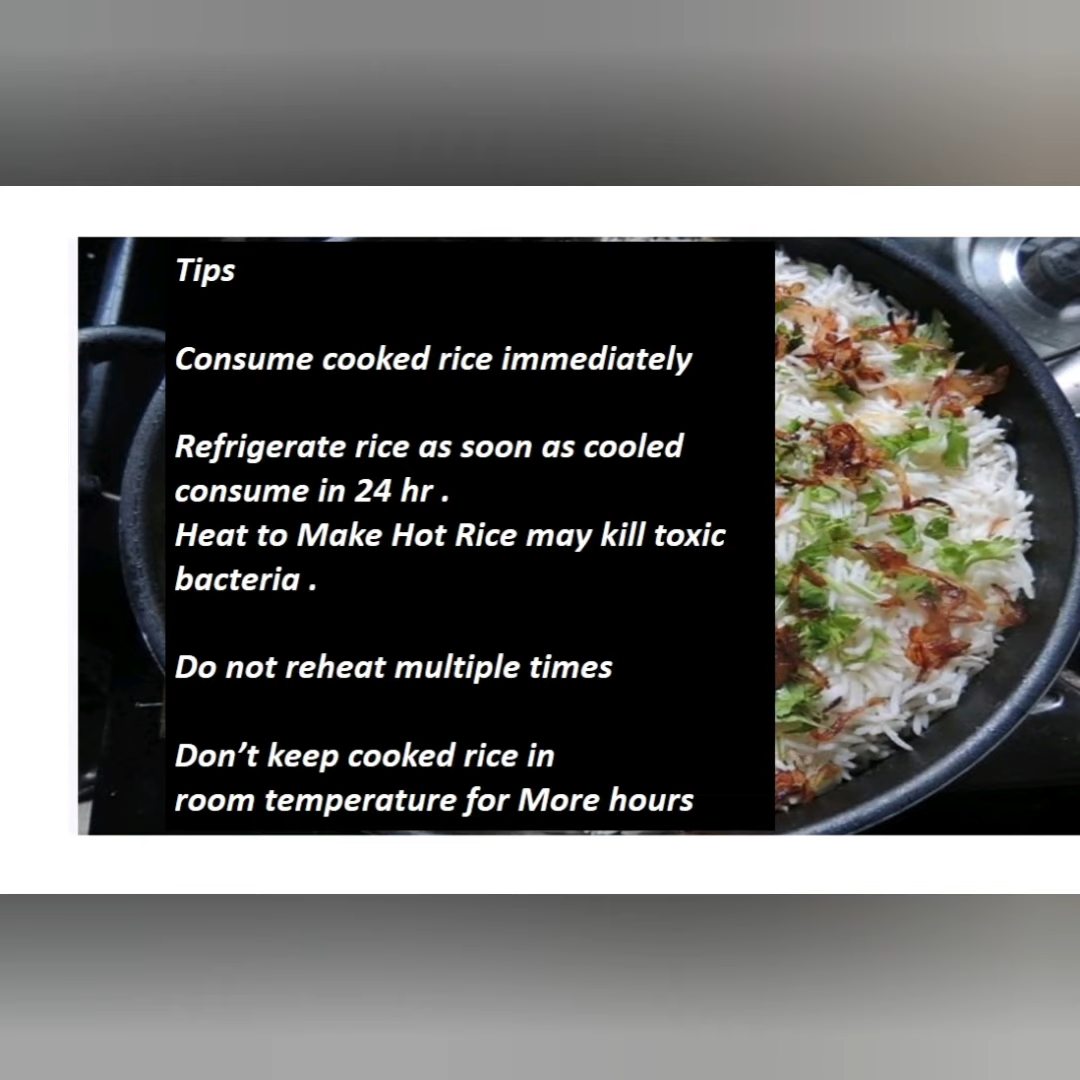 Tips
Consume cooked rice immediately
Refrigerate rice as soon as cooled
consume in 24 hr .
Heat to Make Hot Rice may kill toxic
bacteria .
Do not reheat multiple times
Don’t keep cooked rice in
room temperature for More hours